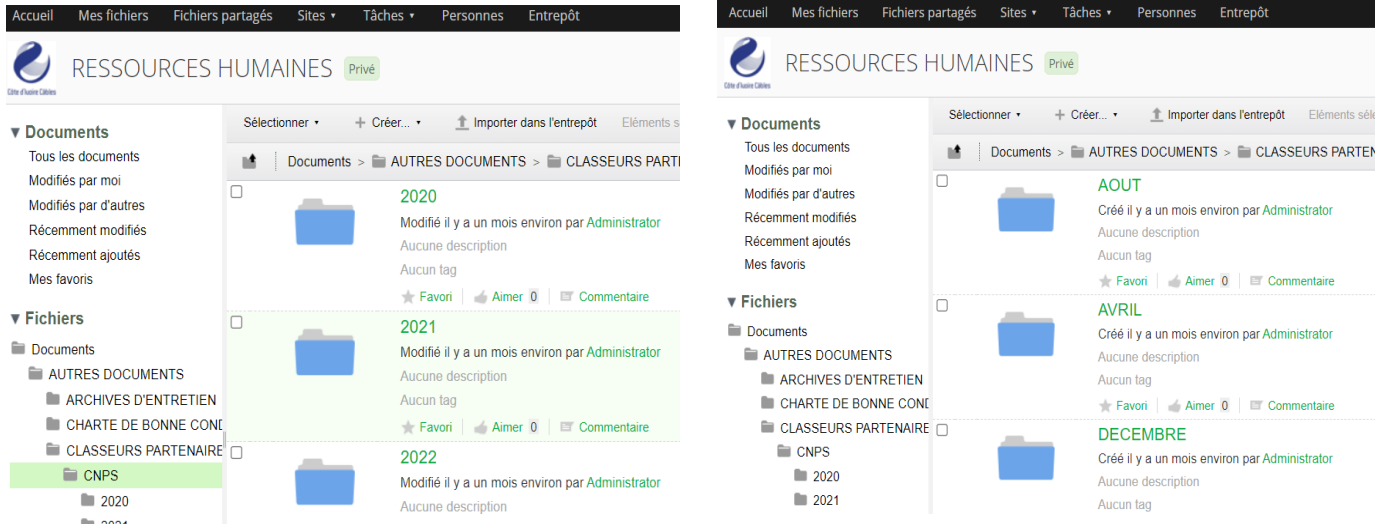 Accueil Mes fichiers Fichiers partagés Sites Tâches Personnes Entrepôt
Côte d'Ivoire Câbles
RESSOURCES HUMAINES Privé
Documents
Tous les documents
Modifiés par moi
Modifiés par d'autres
Récemment modifiés
Récemment ajoutés
Mes favoris
Fichiers
Documents
AUTRES DOCUMENTS
ARCHIVES D'ENTRETIEN
CHARTE DE BONNE COND
CLASSEURS PARTENAIRE
CNPS
2020
2021
Sélectionner + Créer... Importer dans l'entrepôt Eléments s
Documents > AUTRES DOCUMENTS > CLASSEURS PARTE
2020
Modifié il y a un mois environ par Administrator
Aucune description
Aucun tag
Favori Aimer 0 Commentaire
2021
Modifié il y a un mois environ par Administrator
Aucune description
Aucun tag
Favori Aimer 0 Commentaire
2022
Modifié il y a un mois environ par Administrator
Aucune description
Accueil Mes fichiers Fichiers partagés Sites Tâches Personnes Entrepôt
Côte d'Ivoire Câbles
RESSOURCES HUMAINES Privé
Documents
Tous les documents
Modifiés par moi
Modifiés par d'autres
Récemment modifiés
Récemment ajoutés
Mes favoris
Fichiers
Documents
AUTRES DOCUMENTS
ARCHIVES D'ENTRETIEN
CHARTE DE BONNE COND
CLASSEURS PARTENAIRE
CNPS
2020
2021
Sélectionner + Créer... Importer dans l'entrepôt Eléments séle
Documents > AUTRES DOCUMENTS > CLASSEURS PARTEN
AOUT
Créé il y a un mois environ par Administrator
Aucune description
Aucun tag
Favori Aimer 0 Commentaire
AVRIL
Créé il y a un mois environ par Administrator
Aucune description
Aucun tag
Favori Aimer 0 Commentaire
DECEMBRE
Créé il y a un mois environ par Administrator
Aucune description
Aucun tag